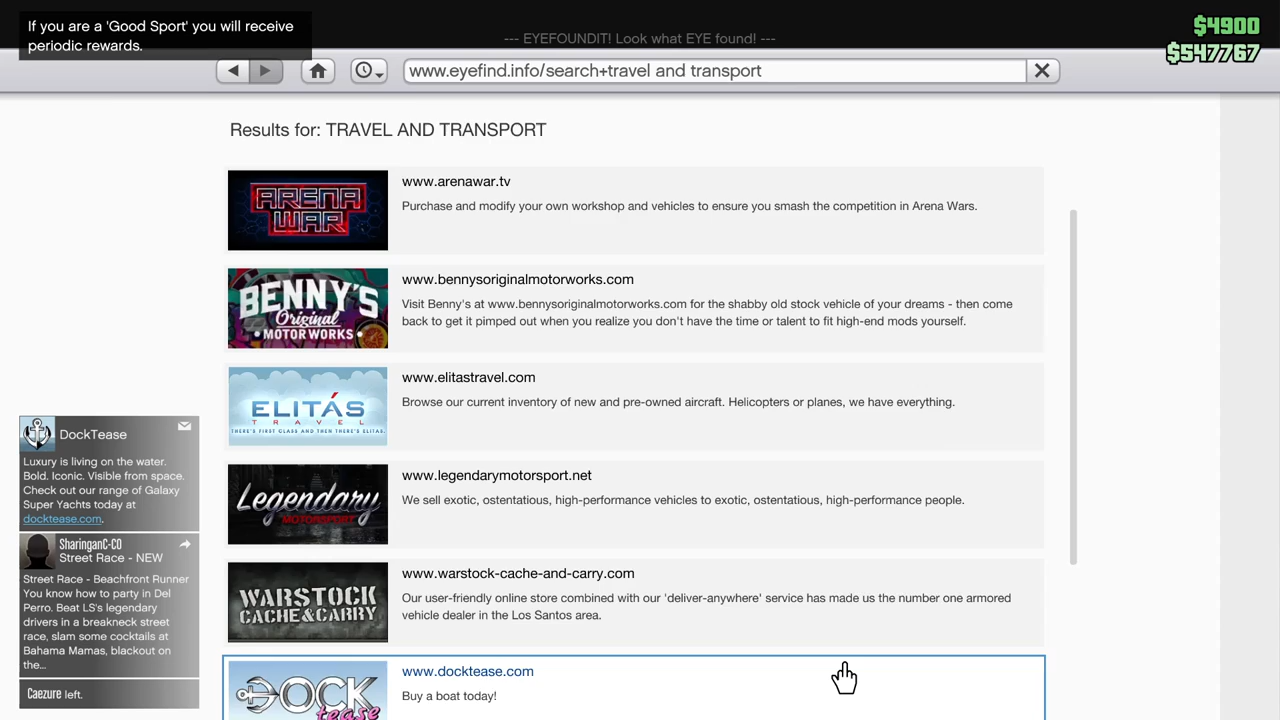 If you are a 'Good Sport' you will receive
periodic rewards.
--- EYEFOUNDIT! Look what EYE found! ---
$4900
$547767
www.eyefind.info/search+travel and transport
Results for: TRAVEL AND TRANSPORT
ARENA
WAR
www.arenawar.tv
Purchase and modify your own workshop and vehicles to ensure you smash the competition in Arena Wars.
BENNY'S
Original
•MOTOR WORKS•
www.bennysoriginalmotorworks.com
Visit Benny's at www.bennysoriginalmotorworks.com for the shabby old stock vehicle of your dreams - then come
back to get it pimped out when you realize you don't have the time or talent to fit high-end mods yourself.
ELITÁS
TRAVEL
THERE'S FIRST CLASS AND THEN THERE'S ELITAS.
www.elitastravel.com
Browse our current inventory of new and pre-owned aircraft. Helicopters or planes, we have everything.
Legendary
MOTORSPORT
www.legendarymotorsport.net
We sell exotic, ostentatious, high-performance vehicles to exotic, ostentatious, high-performance people.
WARSTOCK
CACHE&CARRY
www.warstock-cache-and-carry.com
Our user-friendly online store combined with our 'deliver-anywhere' service has made us the number one armored
vehicle dealer in the Los Santos area.
DOCK
tease
www.docktease.com
Buy a boat today!
DockTease
Luxury is living on the water.
Bold. Iconic. Visible from space.
Check out our range of Galaxy
Super Yachts today at
docktease.com.
SharinganC-CO
Street Race - NEW
Street Race - Beachfront Runner
You know how to party in Del
Perro. Beat LS's legendary
drivers in a breakneck street
race, slam some cocktails at
Bahama Mamas, blackout on
the...
Caezure left.